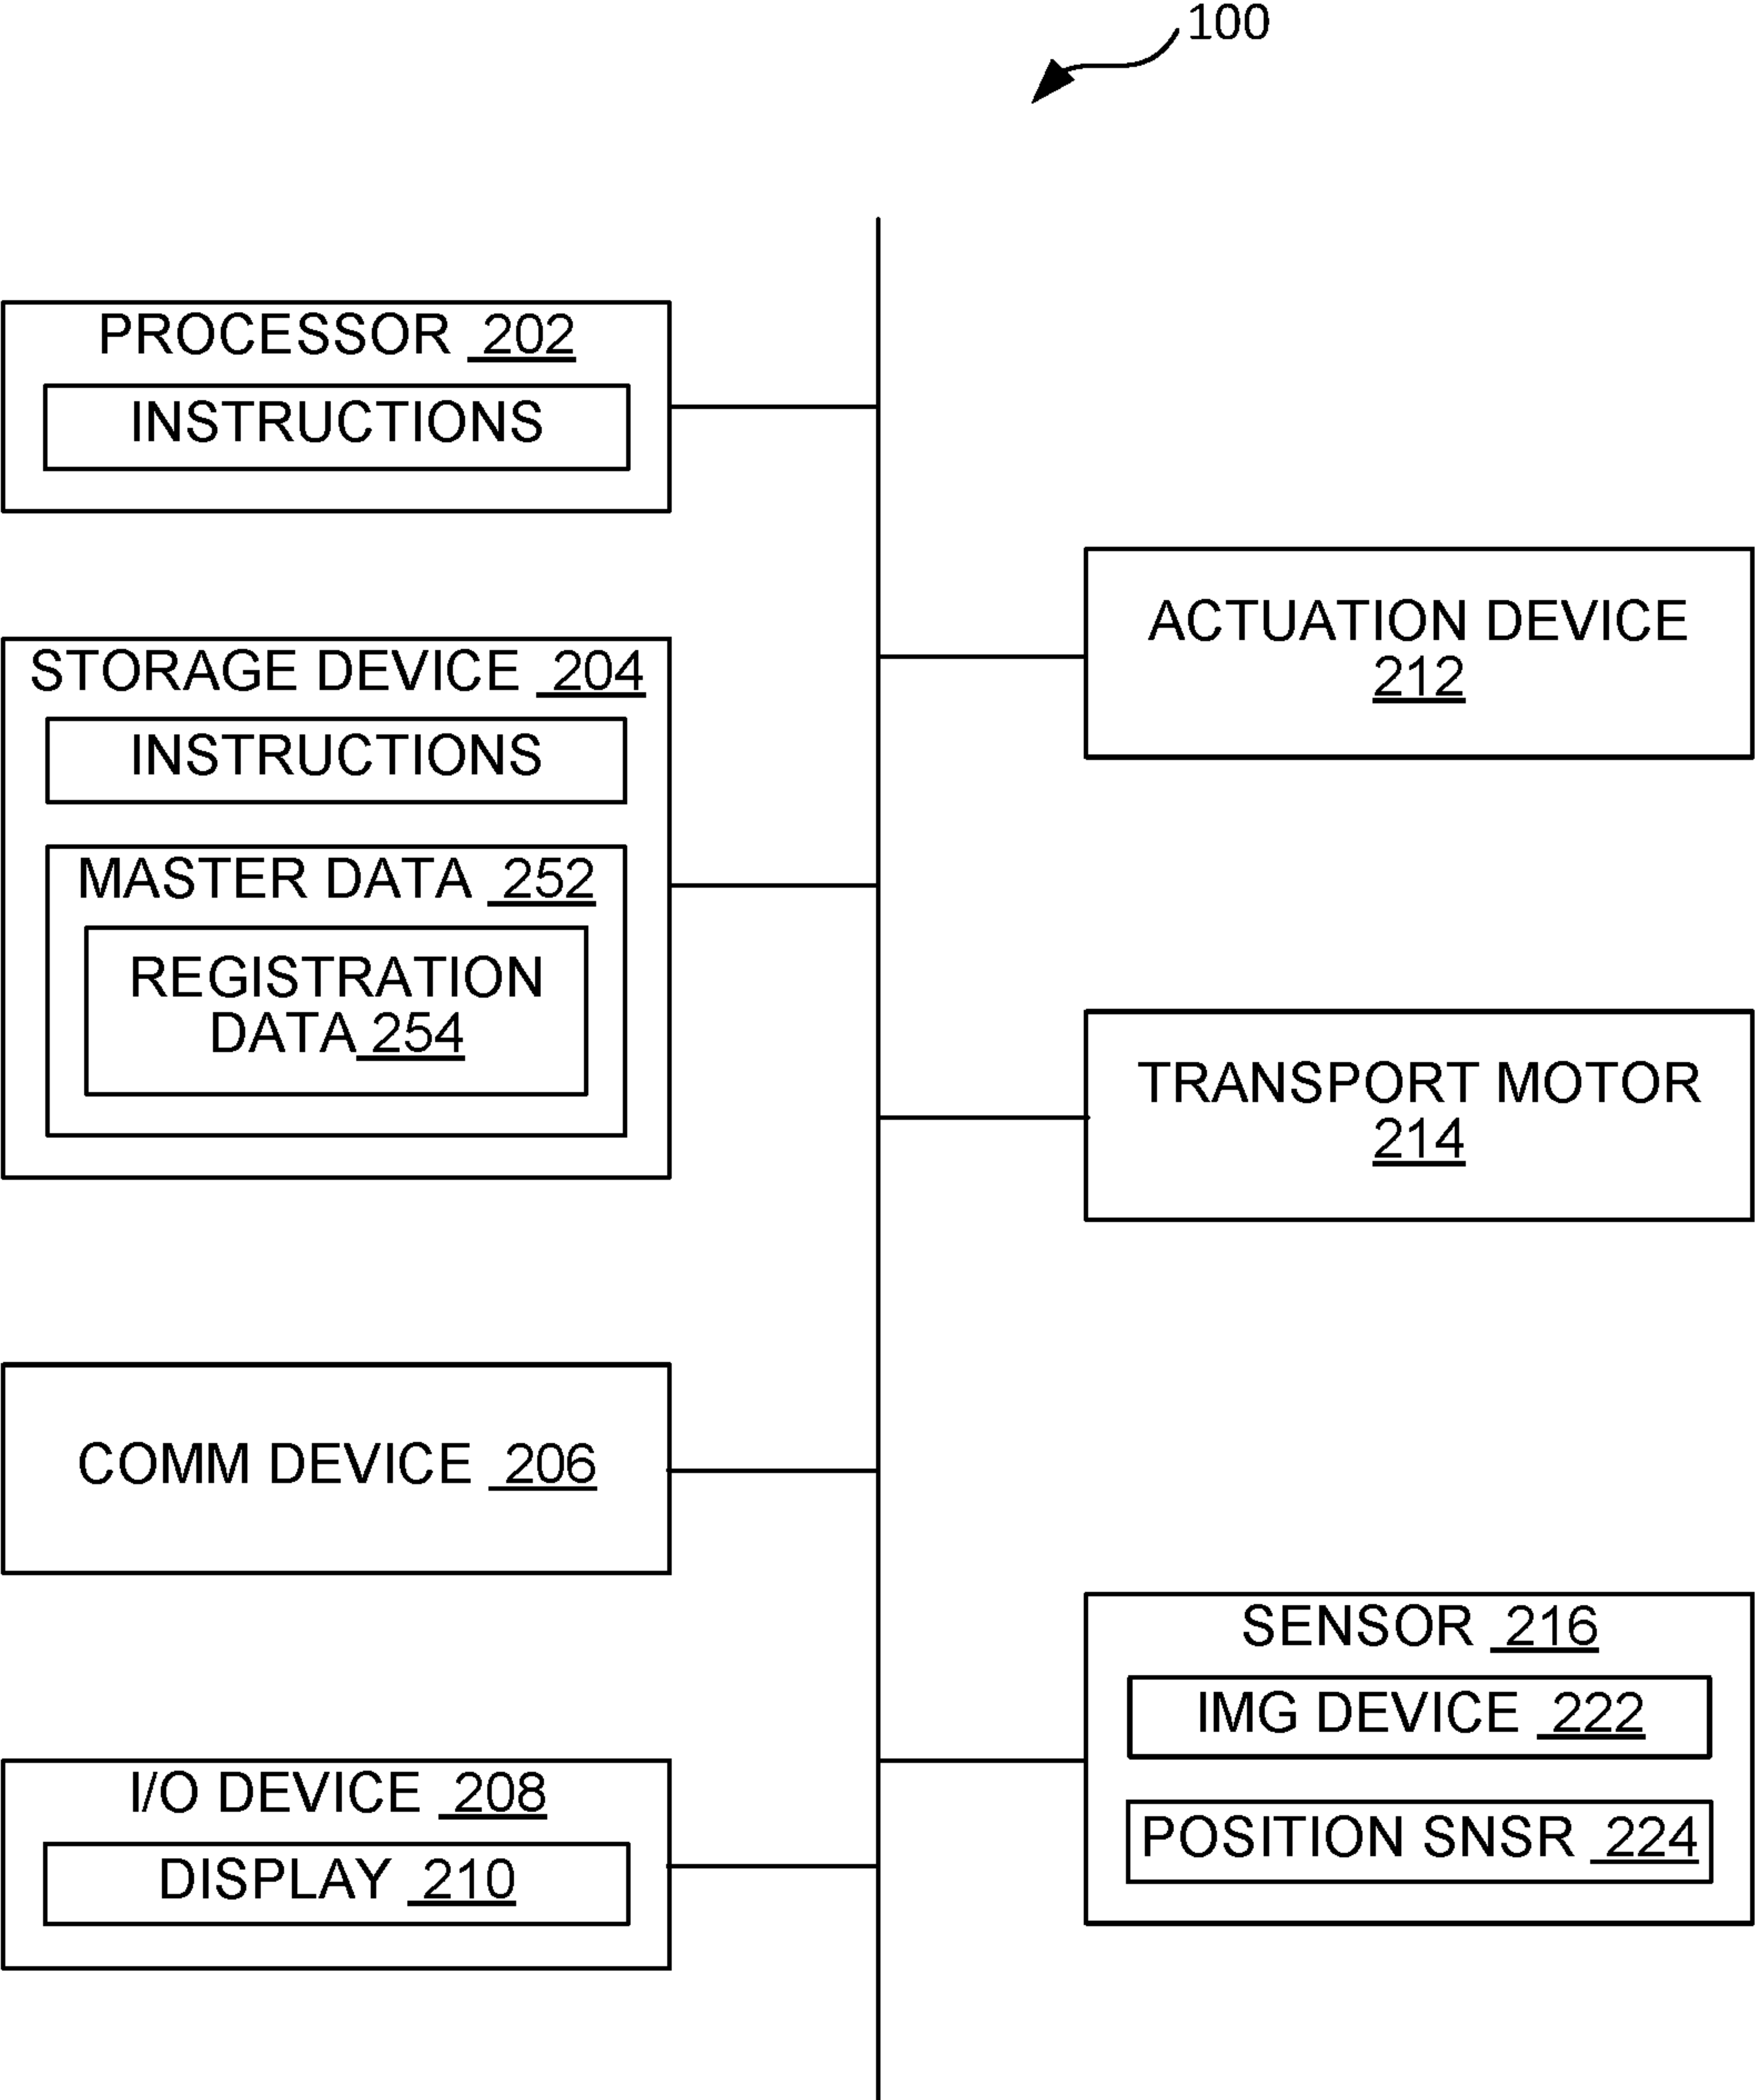 100
PROCESSOR 202
INSTRUCTIONS
STORAGE DEVICE 204
INSTRUCTIONS
MASTER DATA 252
REGISTRATION
DATA 254
COMM DEVICE 206
I/O DEVICE 208
DISPLAY 210
ACTUATION DEVICE
212
TRANSPORT MOTOR
214
SENSOR 216
IMG DEVICE 222
POSITION SNSR 224